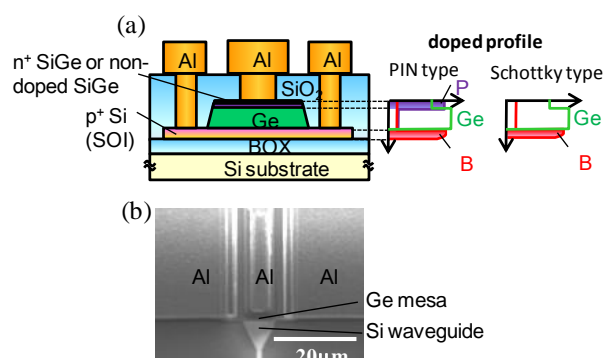 (a)
Al Al Al
doped profile
n+ SiGe or non-
doped SiGe
PIN type
Schottky type
SiO2
P
p+ Si
(SOI)
Ge
Ge
Ge
BOX
B
B
Si substrate
(b)
Al Al Al
Ge mesa
Si waveguide
20μm